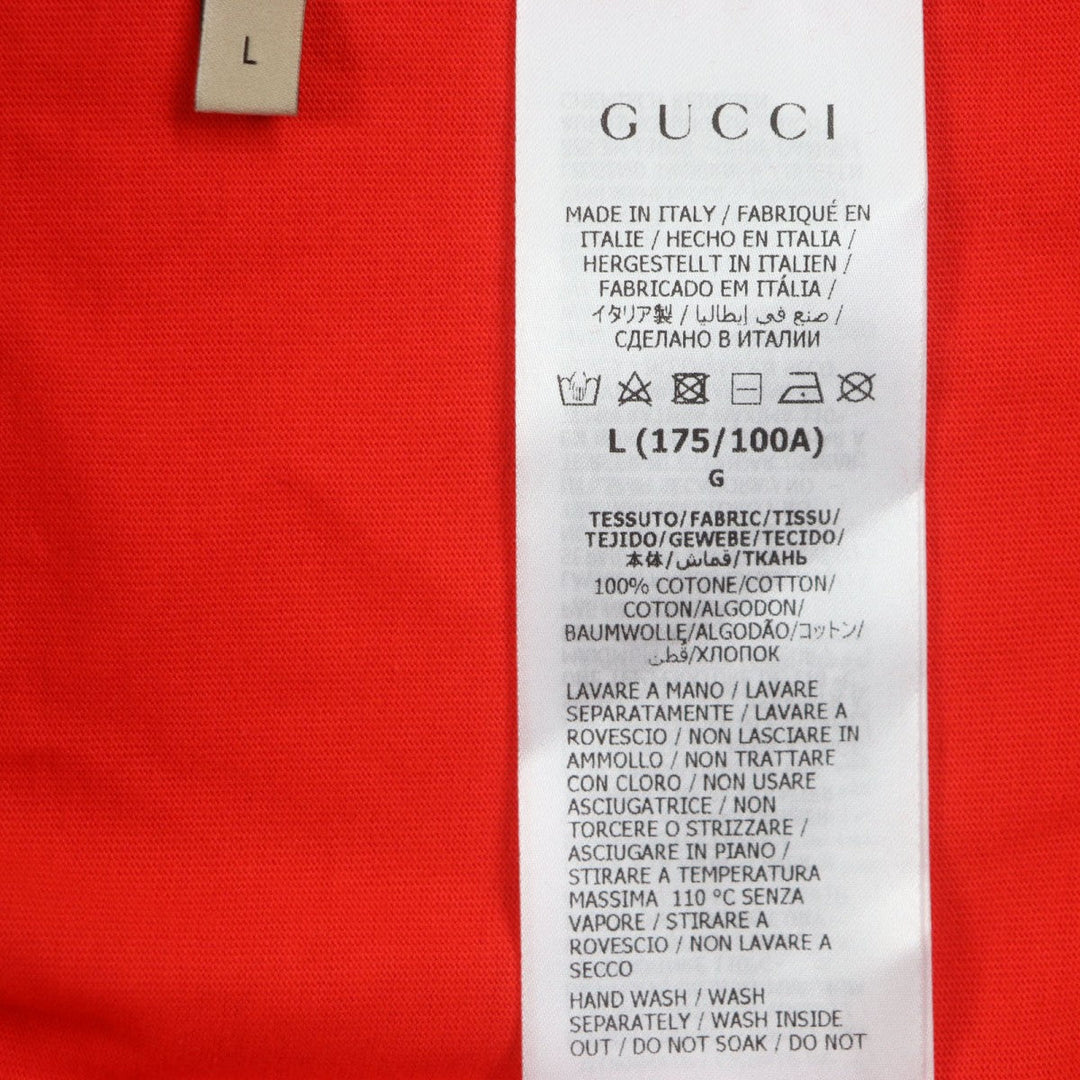 L
GUCCI
MADE IN ITALY / FABRIQUÉ EN
ITALIE / HECHO EN ITALIA /
HERGESTELLT IN ITALIEN /
FABRICADO EM ITÁLIA /
イタリア製 / صنع في إيطاليا /
СДЕЛАНО В ИТАЛИИ
L (175/100A)
G
TESSUTO/FABRIC/TISSU/
TEJIDO/GEWEBE/TECIDO/
本体/قماش/ТКАНЬ
100% COTONE/COTTON/
COTON/ALGODON/
BAUMWOLLE/ALGODÃO/コットン/
قطن/ХЛОПОК
LAVARE A MANO / LAVARE
SEPARATAMENTE / LAVARE A
ROVESCIO / NON LASCIARE IN
AMMOLLO / NON TRATTARE
CON CLORO / NON USARE
ASCIUGATRICE / NON
TORCERE O STRIZZARE /
ASCIUGARE IN PIANO /
STIRARE A TEMPERATURA
MASSIMA 110 °C SENZA
VAPORE / STIRARE A
ROVESCIO / NON LAVARE A
SECCO
HAND WASH / WASH
SEPARATELY / WASH INSIDE
OUT / DO NOT SOAK / DO NOT